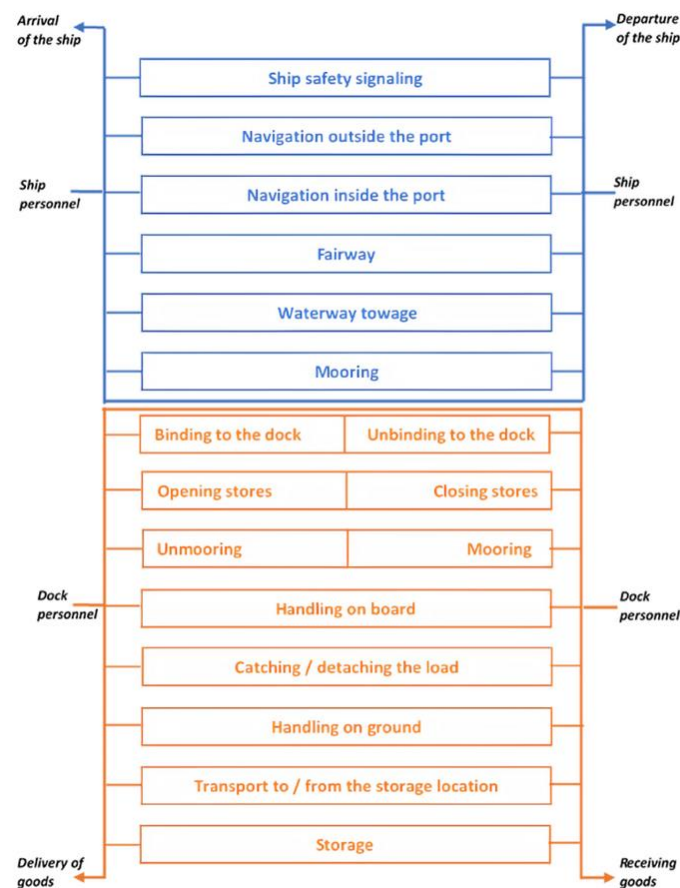 Arrival
of the ship
Departure
of the ship
Ship safety signaling
Navigation outside the port
Ship
personnel
Navigation inside the port
Ship
personnel
Fairway
Waterway towage
Mooring
Binding to the dock
Unbinding to the dock
Opening stores
Closing stores
Unmooring
Mooring
Dock
personnel
Handling on board
Dock
personnel
Catching / detaching the load
Handling on ground
Transport to / from the storage location
Storage
Delivery of
goods
Receiving
goods